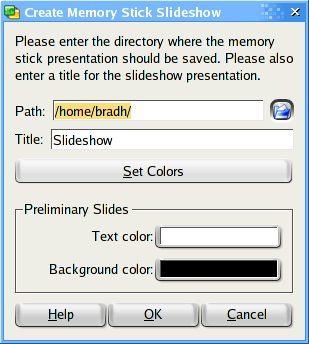 Create Memory Stick Slideshow
Please enter the directory where the memory
stick presentation should be saved. Please also
enter a title for the slideshow presentation.
Path: /home/bradh/
Title: Slideshow
Set Colors
Preliminary Slides
Text color:
Background color:
Help OK Cancel